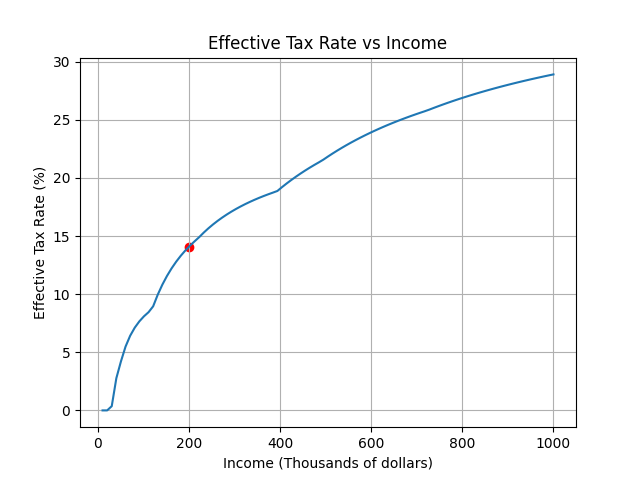 Effective Tax Rate vs Income
30
25
20
15
10
5
0
Effective Tax Rate (%)
0 200 400 600 800 1000
Income (Thousands of dollars)